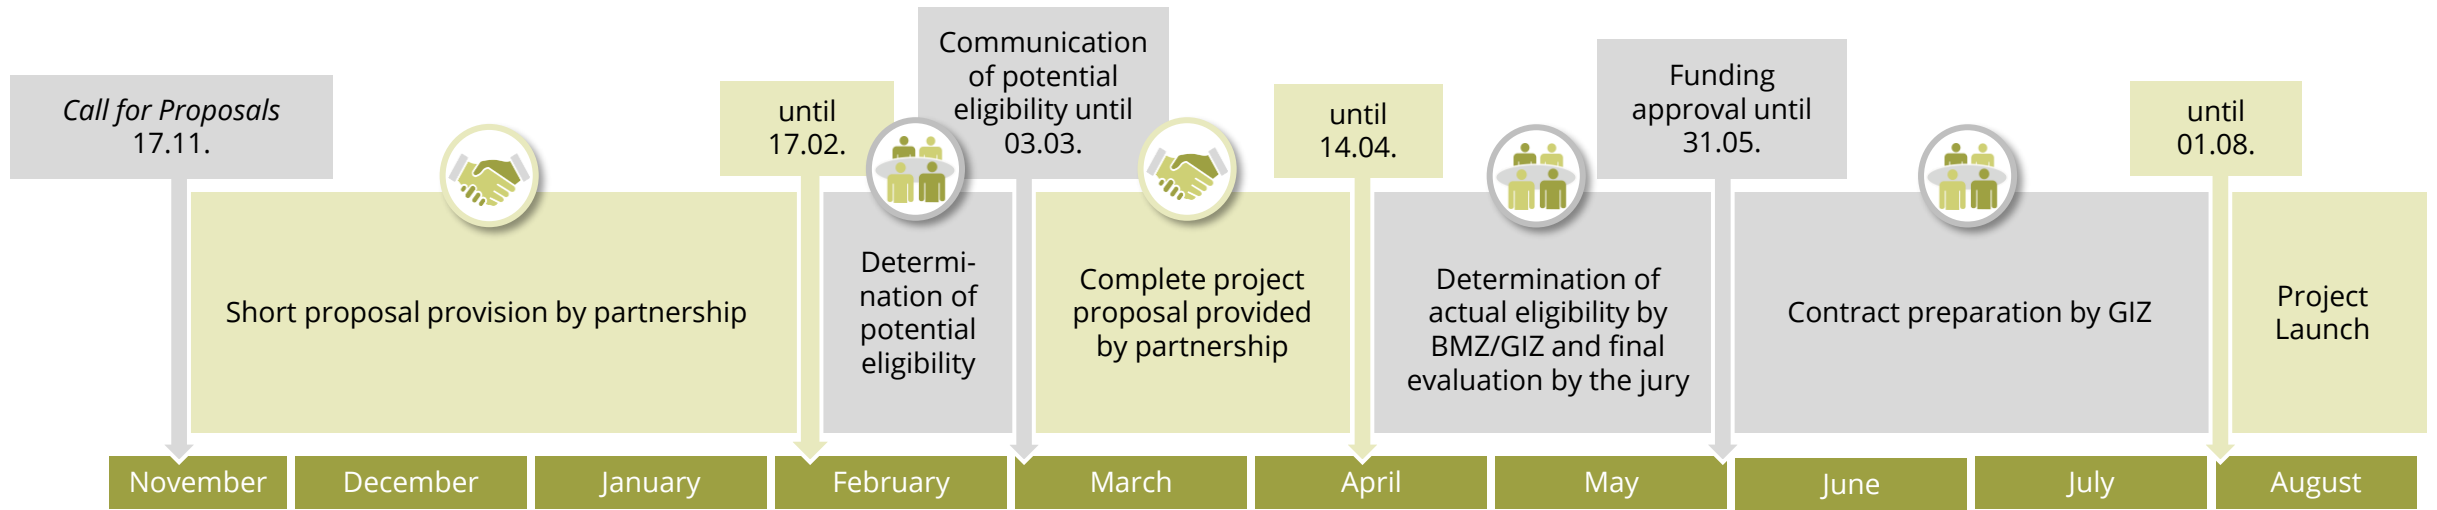 Call for Proposals
17.11.
until
17.02.
Communication
of potential
eligibility until
03.03.
until
14.04.
Funding
approval until
31.05.
until
01.08.
Short proposal provision by partnership
Determi-
nation of
potential
eligibility
Complete project
proposal provided
by partnership
Determination of
actual eligibility by
BMZ/GIZ and final
evaluation by the jury
Contract preparation by GIZ
Project
Launch
November
December
January
February
March
April
May
June
July
August